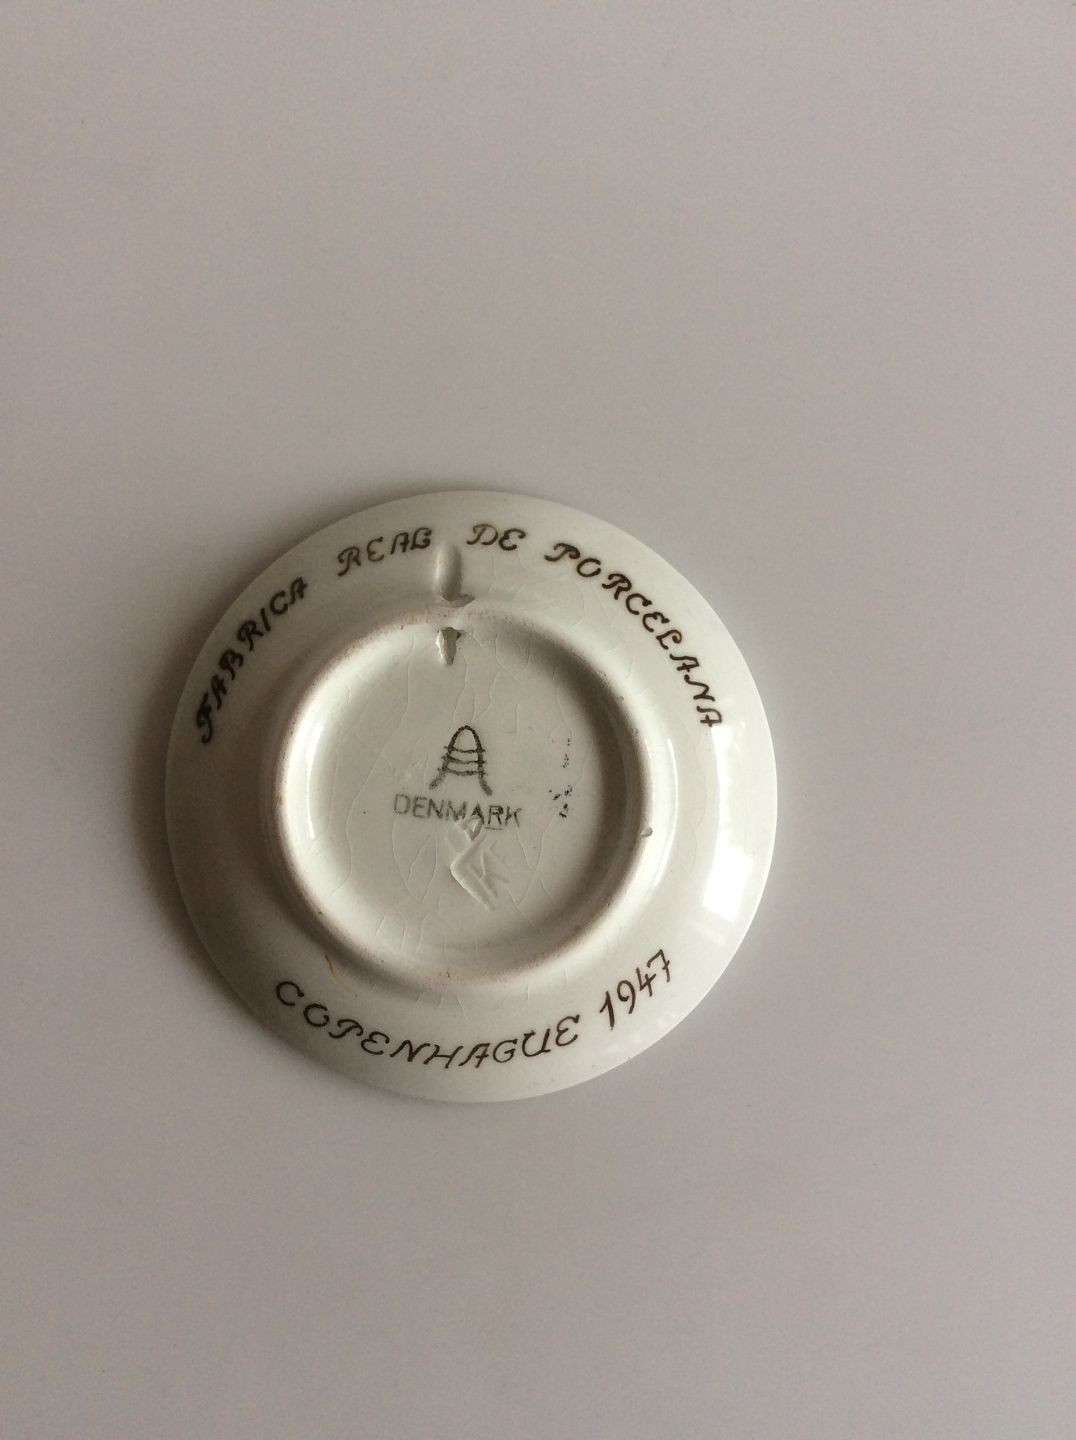 FABRICA REAL DE PORCELANA
DENMARK
COPENHAGUE 1947